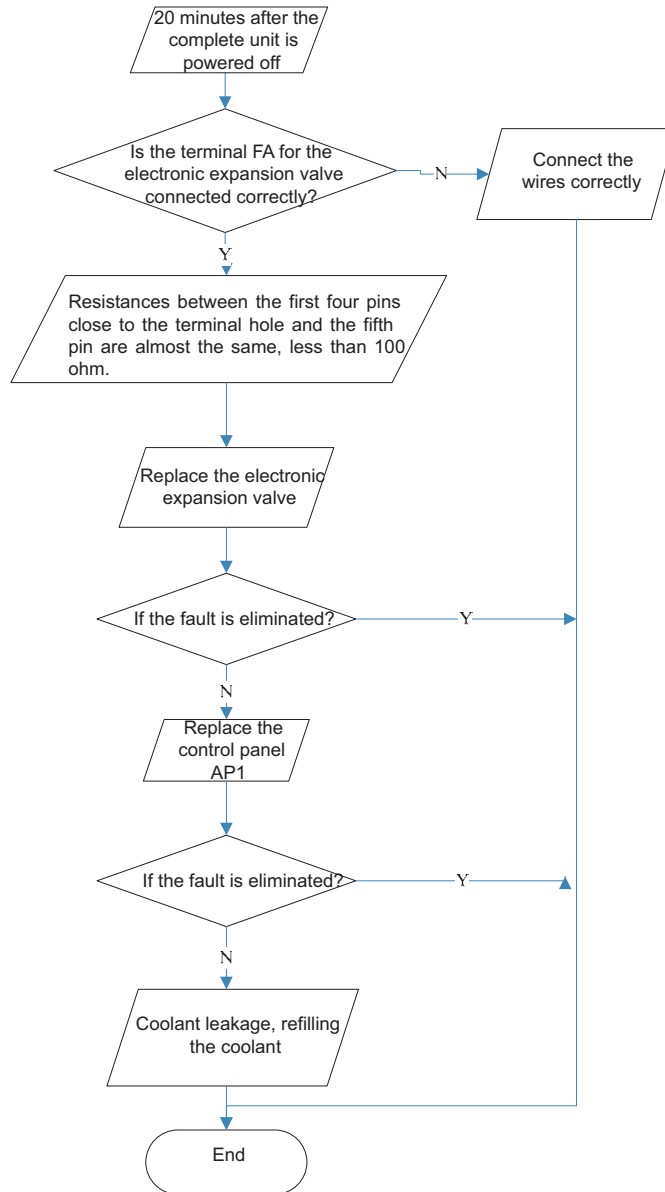 20 minutes after the
complete unit is
powered off
Is the terminal FA for the
electronic expansion valve
connected correctly?
N
Connect the
wires correctly
Y
Resistances between the first four pins
close to the terminal hole and the fifth
pin are almost the same, less than 100
ohm.
Replace the electronic
expansion valve
If the fault is eliminated?
Y
N
Replace the
control panel
AP1
If the fault is eliminated?
Y
N
Coolant leakage, refilling
the coolant
End